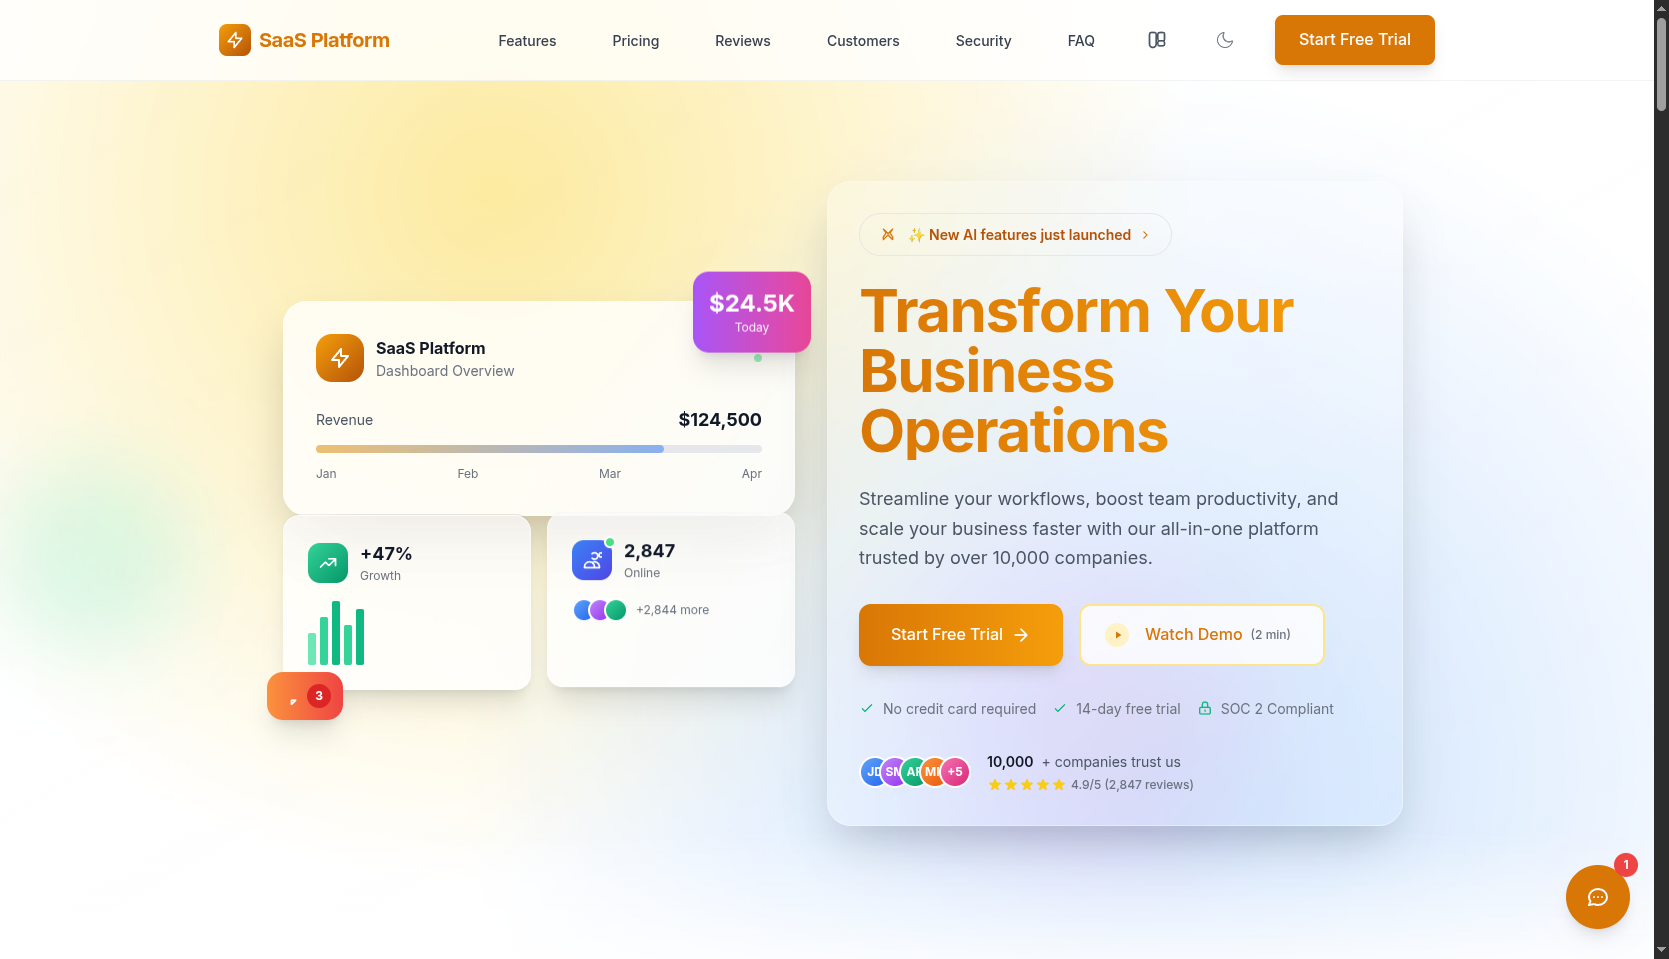 SaaS Platform
Features
Pricing
Reviews
Customers
Security
FAQ
Start Free Trial
$24.5K
Today
SaaS Platform
Dashboard Overview
Revenue
$124,500
Jan
Feb
Mar
Apr
+47%
Growth
2,847
Online
+2,844 more
3
✨ New AI features just launched
Transform Your
Business
Operations
Streamline your workflows, boost team productivity, and
scale your business faster with our all-in-one platform
trusted by over 10,000 companies.
Start Free Trial
Watch Demo (2 min)
No credit card required
14-day free trial
SOC 2 Compliant
+5
10,000 + companies trust us
4.9/5 (2,847 reviews)
1